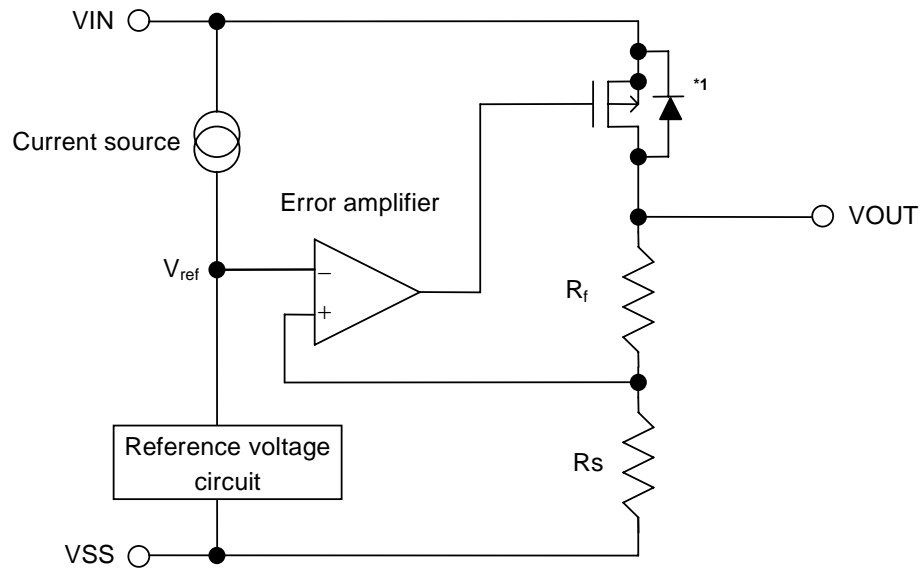 VIN
*1
Current source
Error amplifier
VOUT
Vref
−
+
Rf
Reference voltage
circuit
Rs
VSS